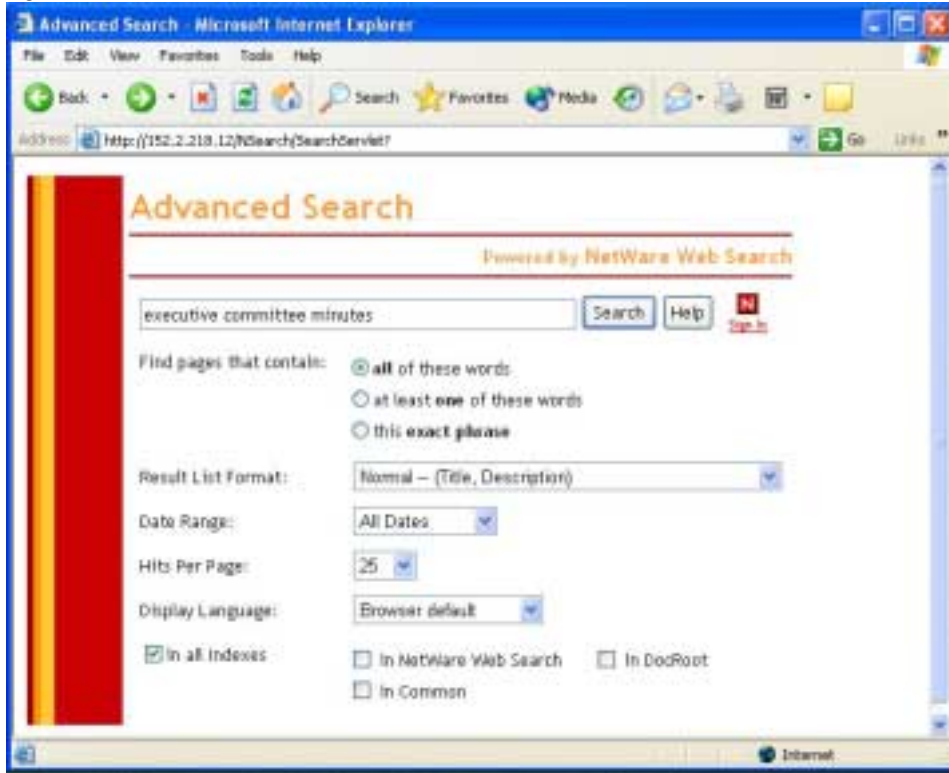 Advanced Search - Microsoft Internet Explorer
File Edit View Favorites Tools Help
Back Search Favorites Media
Address http://152.2.218.12/NSearch/SearchServlet? Go Links
Advanced Search
Powered by NetWare Web Search
executive committee minutes Search Help N
Sign In
Find pages that contain: all of these words
at least one of these words
this exact phrase
Result List Format: Normal -- (Title, Description)
Date Range: All Dates
Hits Per Page: 25
Display Language: Browser default
In all Indexes In NetWare Web Search In DocRoot
In Common
Internet